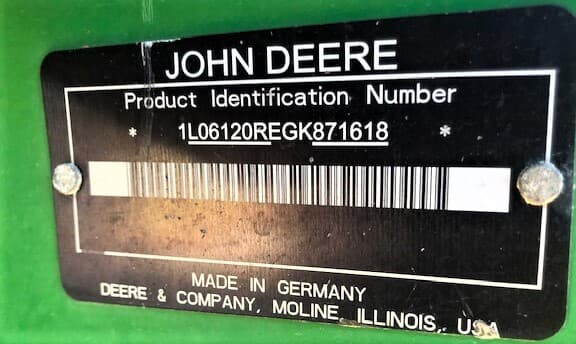 JOHN DEERE
Product Identification Number
* 1L06120REGK871618 *
MADE IN GERMANY
DEERE & COMPANY, MOLINE, ILLINOIS, USA